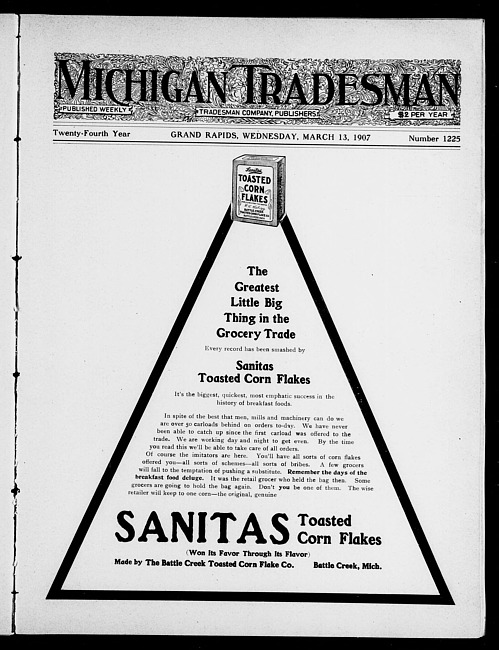 MICHIGAN TRADESMAN
PUBLISHED WEEKLY
TRADESMAN COMPANY, PUBLISHERS
$2 PER YEAR
Twenty-Fourth Year
GRAND RAPIDS, WEDNESDAY, MARCH 13, 1907
Number 1225
Sanitas
TOASTED
CORN
FLAKES
The
Greatest
Little Big
Thing in the
Grocery Trade
Every record has been smashed by
Sanitas
Toasted Corn Flakes
It's the biggest, quickest, most emphatic success in the
history of breakfast foods.
In spite of the best that men, mills and machinery can do we
are over 50 carloads behind on orders to-day. We have never
been able to catch up since the first carload was offered to the
trade. We are working day and night to get even. By the time
you read this we'll be able to take care of all orders.
Of course the imitators are here. You'll have all sorts of corn flakes
offered you—all sorts of schemes—all sorts of bribes. A few grocers
will fall to the temptation of pushing a substitute. Remember the days of the
breakfast food deluge. It was the retail grocer who held the bag then. Some
grocers are going to hold the bag again. Don't you be one of them. The wise
retailer will keep to one corn—the original, genuine
SANITAS Toasted
Corn Flakes
(Won Its Favor Through Its Flavor)
Made by The Battle Creek Toasted Corn Flake Co. Battle Creek, Mich.